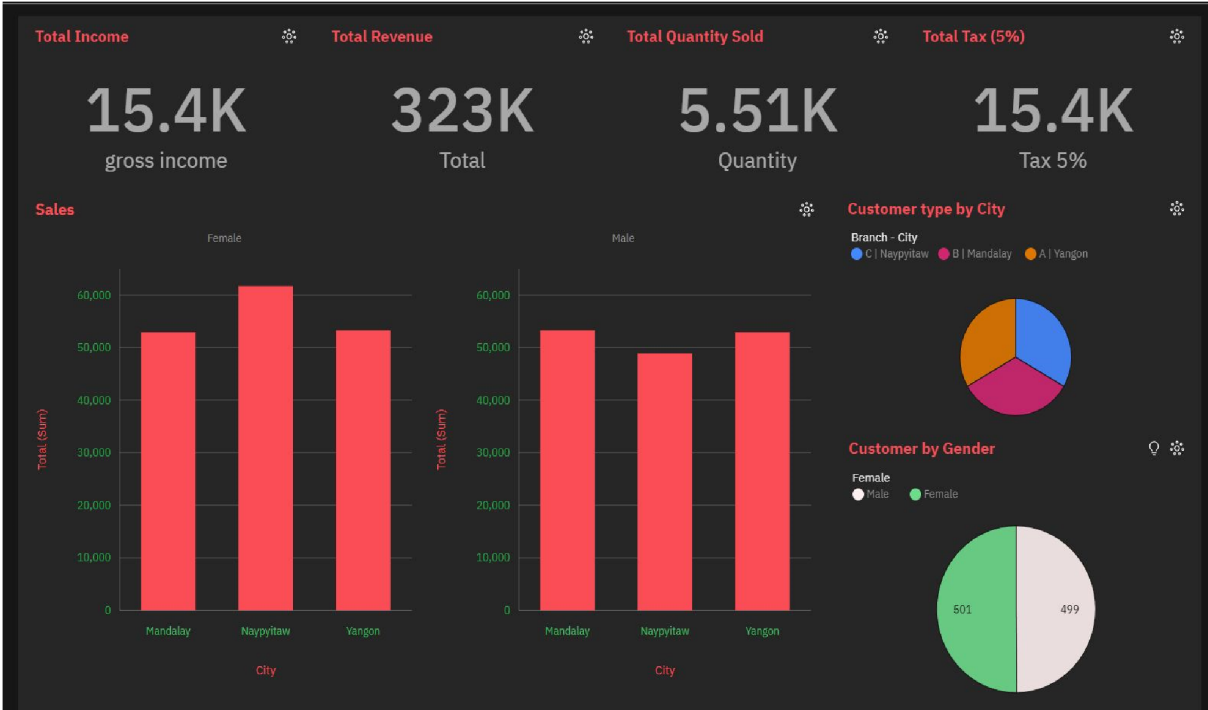 Total Income
Total Revenue
Total Quantity Sold
Total Tax (5%)
15.4K
323K
5.51K
15.4K
gross income
Total
Quantity
Tax 5%
Sales
Female
Male
Total (Sum)
60,000
50,000
40,000
30,000
20,000
10,000
0
Mandalay
Naypyitaw
Yangon
City
Total (Sum)
60,000
50,000
40,000
30,000
20,000
10,000
0
Mandalay
Naypyitaw
Yangon
City
Customer type by City
Branch - City
C | Naypyitaw
B | Mandalay
A | Yangon
Customer by Gender
Female
Male
Female
501
499